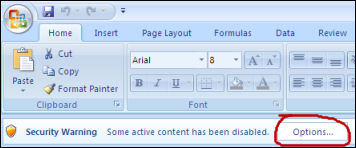 Home Insert Page Layout Formulas Data Re
Cut
Copy
Format Painter
Paste
Arial 8 A A
B I U A
Clipboard Font
Security Warning Some active content has been disabled. Options...